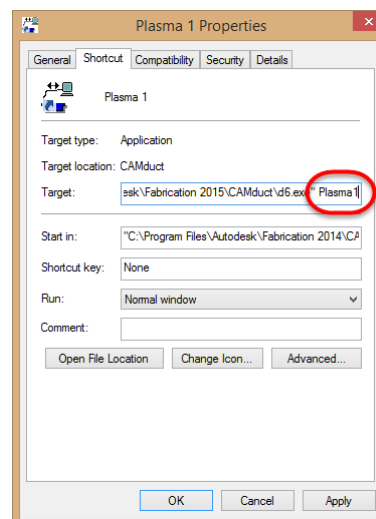 Plasma 1 Properties
General Shortcut Compatibility Security Details
Plasma 1
Target type: Application
Target location: CAMduct
Target: esk\Fabrication 2015\CAMduct\d6.exe" Plasma1
Start in: "C:\Program Files\Autodesk\Fabrication 2014\CA
Shortcut key: None
Run: Normal window
Comment:
Open File Location Change Icon... Advanced...
OK Cancel Apply